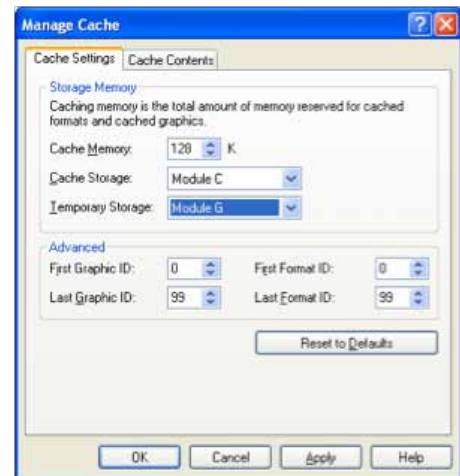 Manage Cache
Cache Settings Cache Contents
Storage Memory
Caching memory is the total amount of memory reserved for cached
formats and cached graphics.
Cache Memory: 128 K
Cache Storage: Module C
Temporary Storage: Module G
Advanced
First Graphic ID: 0 First Format ID: 0
Last Graphic ID: 99 Last Format ID: 99
Reset to Defaults
OK Cancel Apply Help